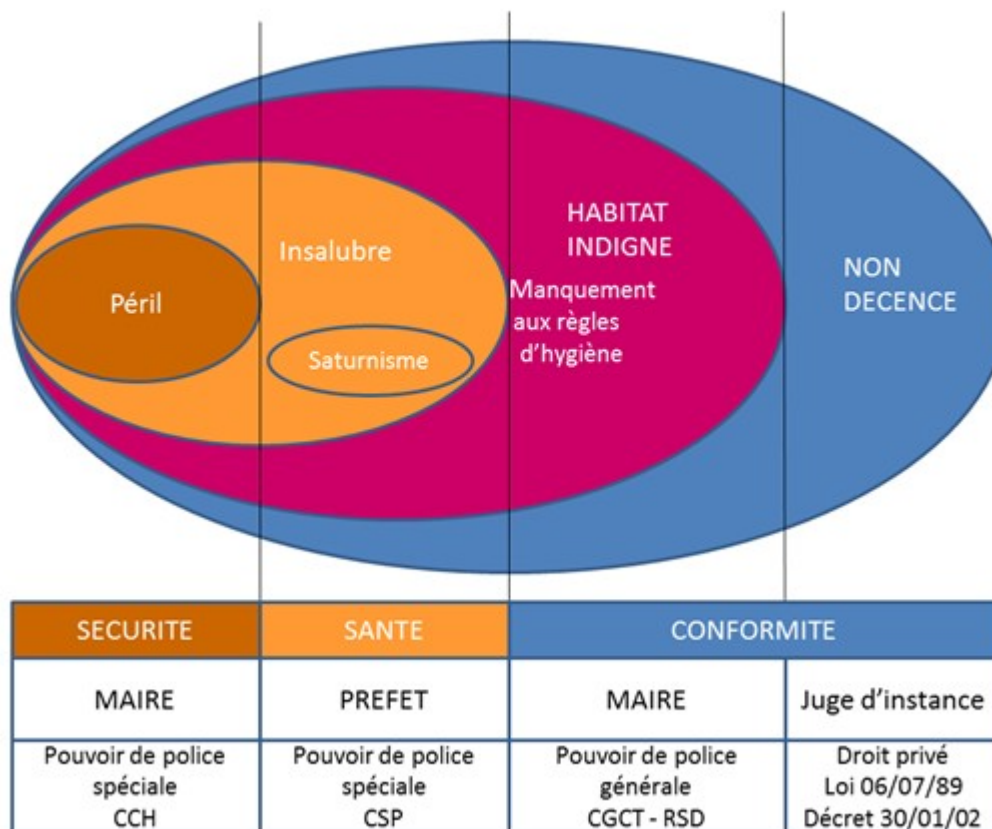 HABITAT
INDIGNE
Insalubre
NON
DECENCE
Péril
Manquement
aux règles
d'hygiène
Saturnisme
SECURITE
SANTE
CONFORMITE
MAIRE
PREFET
MAIRE
Juge d'instance
Pouvoir de police
spéciale
CCH
Pouvoir de police
spéciale
CSP
Pouvoir de police
générale
CGCT - RSD
Droit privé
Loi 06/07/89
Décret 30/01/02